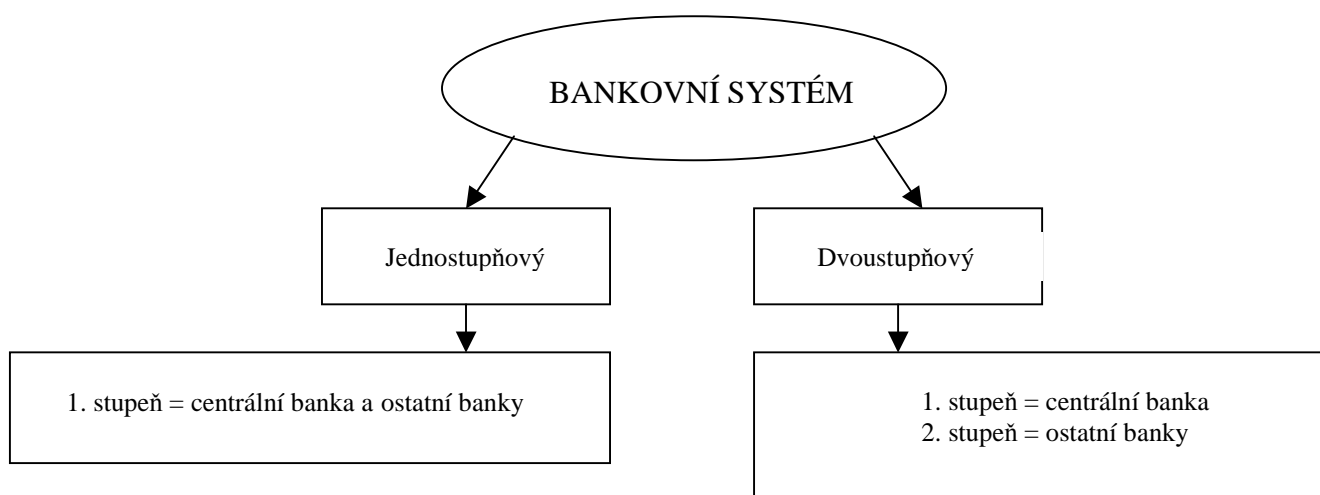 BANKOVNÍ SYSTÉM
Jednostupňový
Dvoustupňový
1. stupeň = centrální banka a ostatní banky
1. stupeň = centrální banka
2. stupeň = ostatní banky